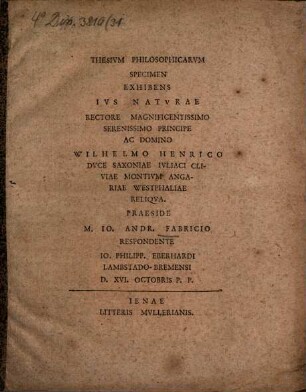 4° Diss. 3210/31
THESIVM PHILOSOPHICARVM
SPECIMEN
EXHIBENS
IVS NATVRAE
RECTORE MAGNIFICENTISSIMO
SERENISSIMO PRINCIPE
AC DOMINO
WILHELMO HENRICO
DVCE SAXONIAE IVLIACI CLI-
VIAE MONTIVM ANGA-
RIAE WESTPHALIAE
RELIQVA.
PRAESIDE
M. IO. ANDR. FABRICIO
RESPONDENTE
IO. PHILIPP. EBERHARDI
LAMBSTADO-BREMENSI
D. XVI. OCTOBRIS P. P.
IENAE
LITTERIS MVLLERIANIS.